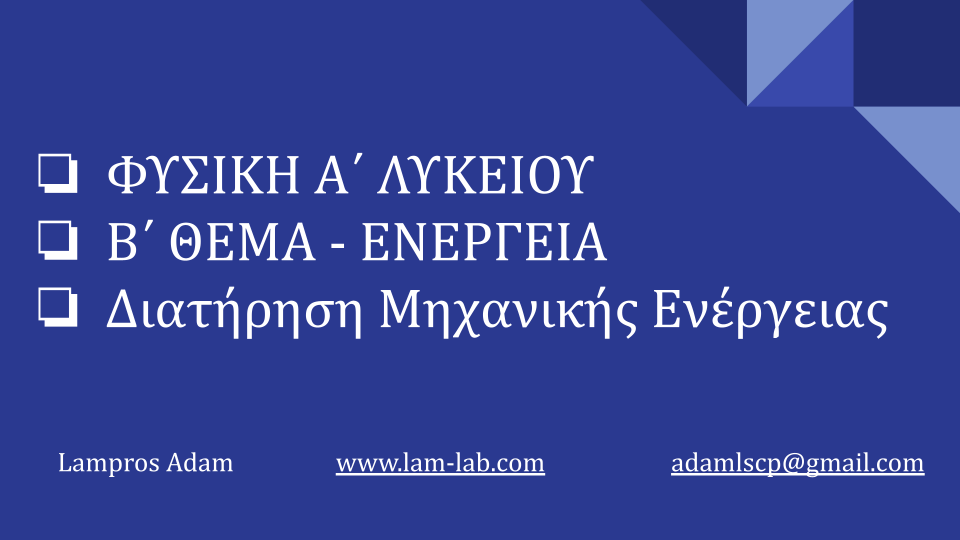 ❏ ΦΥΣΙΚΗ Α΄ ΛΥΚΕΙΟΥ
❏ Β΄ ΘΕΜΑ - ΕΝΕΡΓΕΙΑ
❏ Διατήρηση Μηχανικής Ενέργειας
Lampros Adam www.lam-lab.com adamlscp@gmail.com